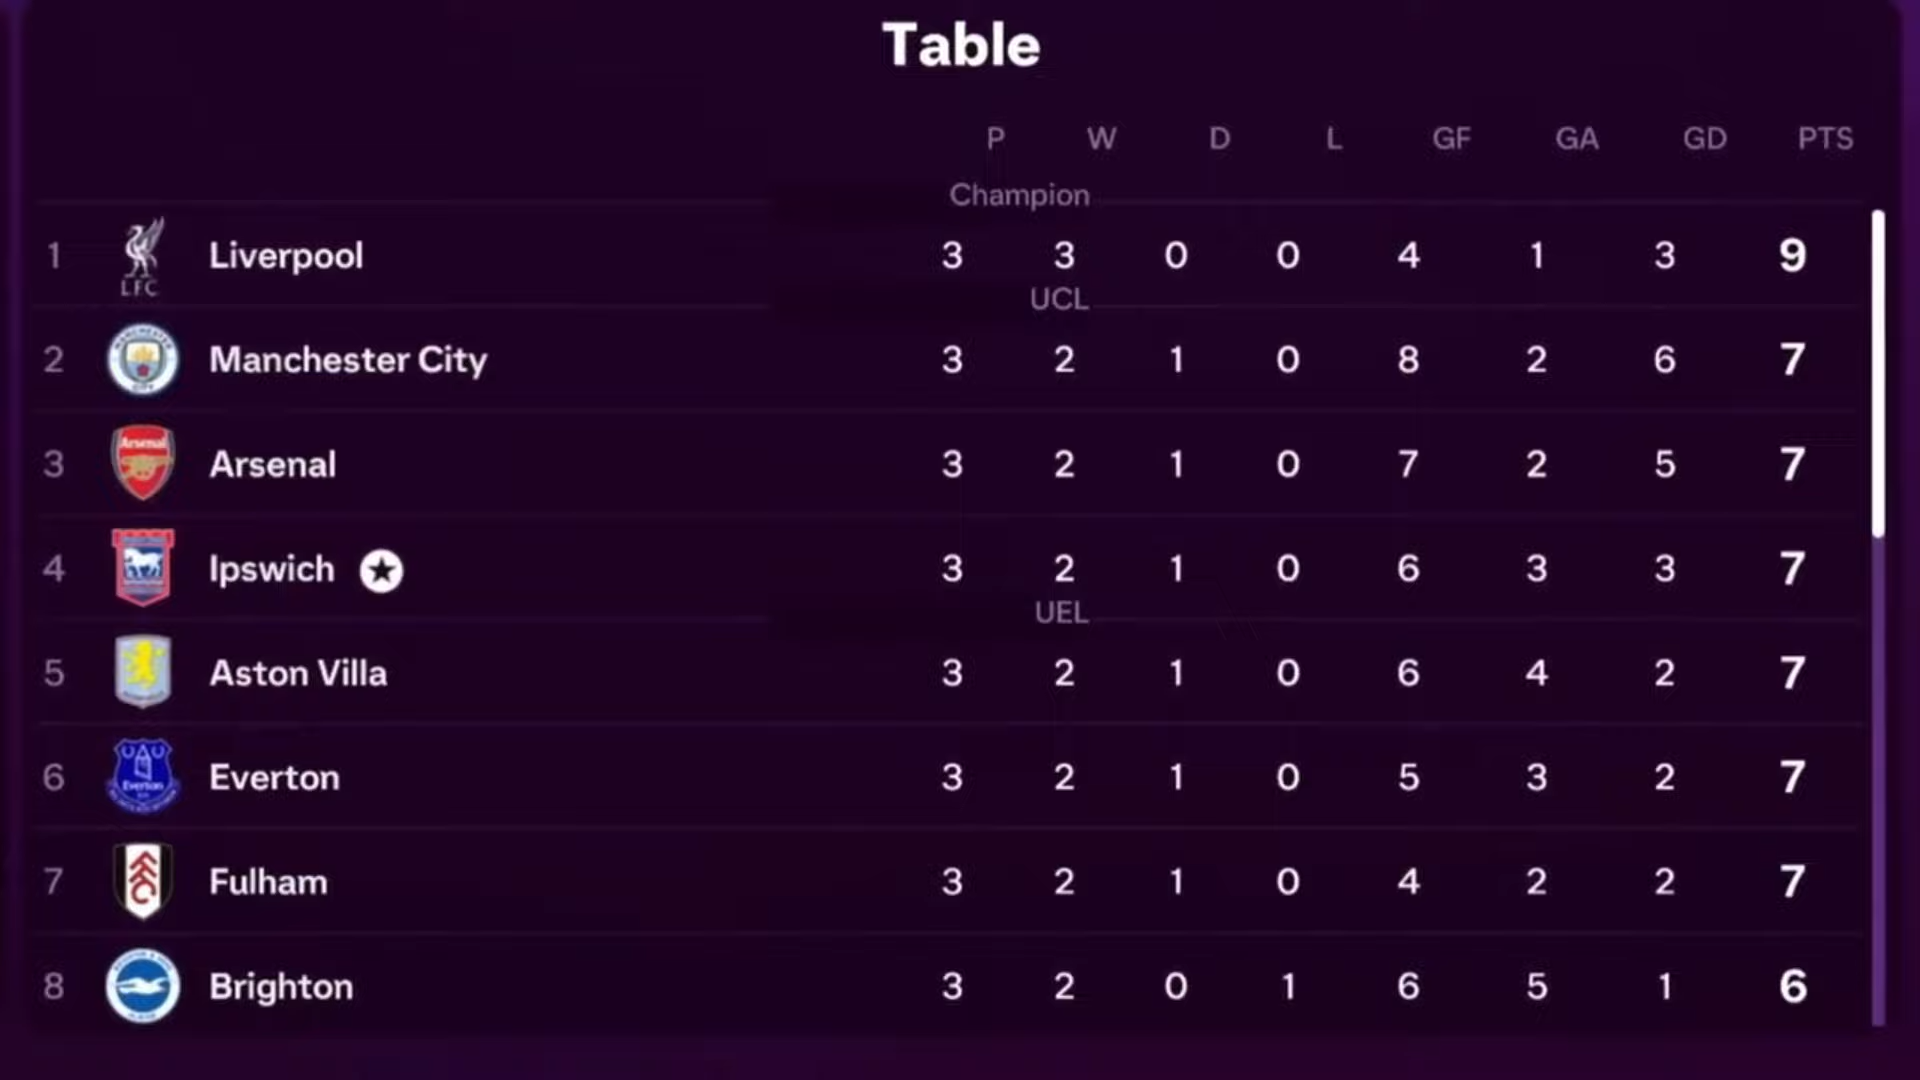 Table
P W D L GF GA GD PTS
Champion
1 LFC Liverpool 3 3 0 0 4 1 3 9
UCL
2 Manchester City 3 2 1 0 8 2 6 7
3 Arsenal Arsenal 3 2 1 0 7 2 5 7
4 Ipswich 3 2 1 0 6 3 3 7
UEL
5 Aston Villa 3 2 1 0 6 4 2 7
6 Everton Everton 3 2 1 0 5 3 2 7
7 FFC Fulham 3 2 1 0 4 2 2 7
8 Brighton 3 2 0 1 6 5 1 6